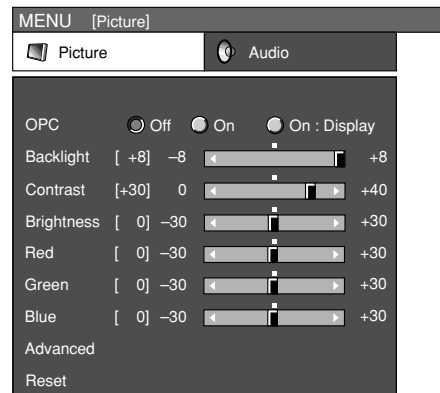 MENU [Picture]
Picture Audio
OPC Off On On : Display
Backlight [ +8] –8 +8
Contrast [+30] 0 +40
Brightness [ 0] –30 +30
Red [ 0] –30 +30
Green [ 0] –30 +30
Blue [ 0] –30 +30
Advanced
Reset